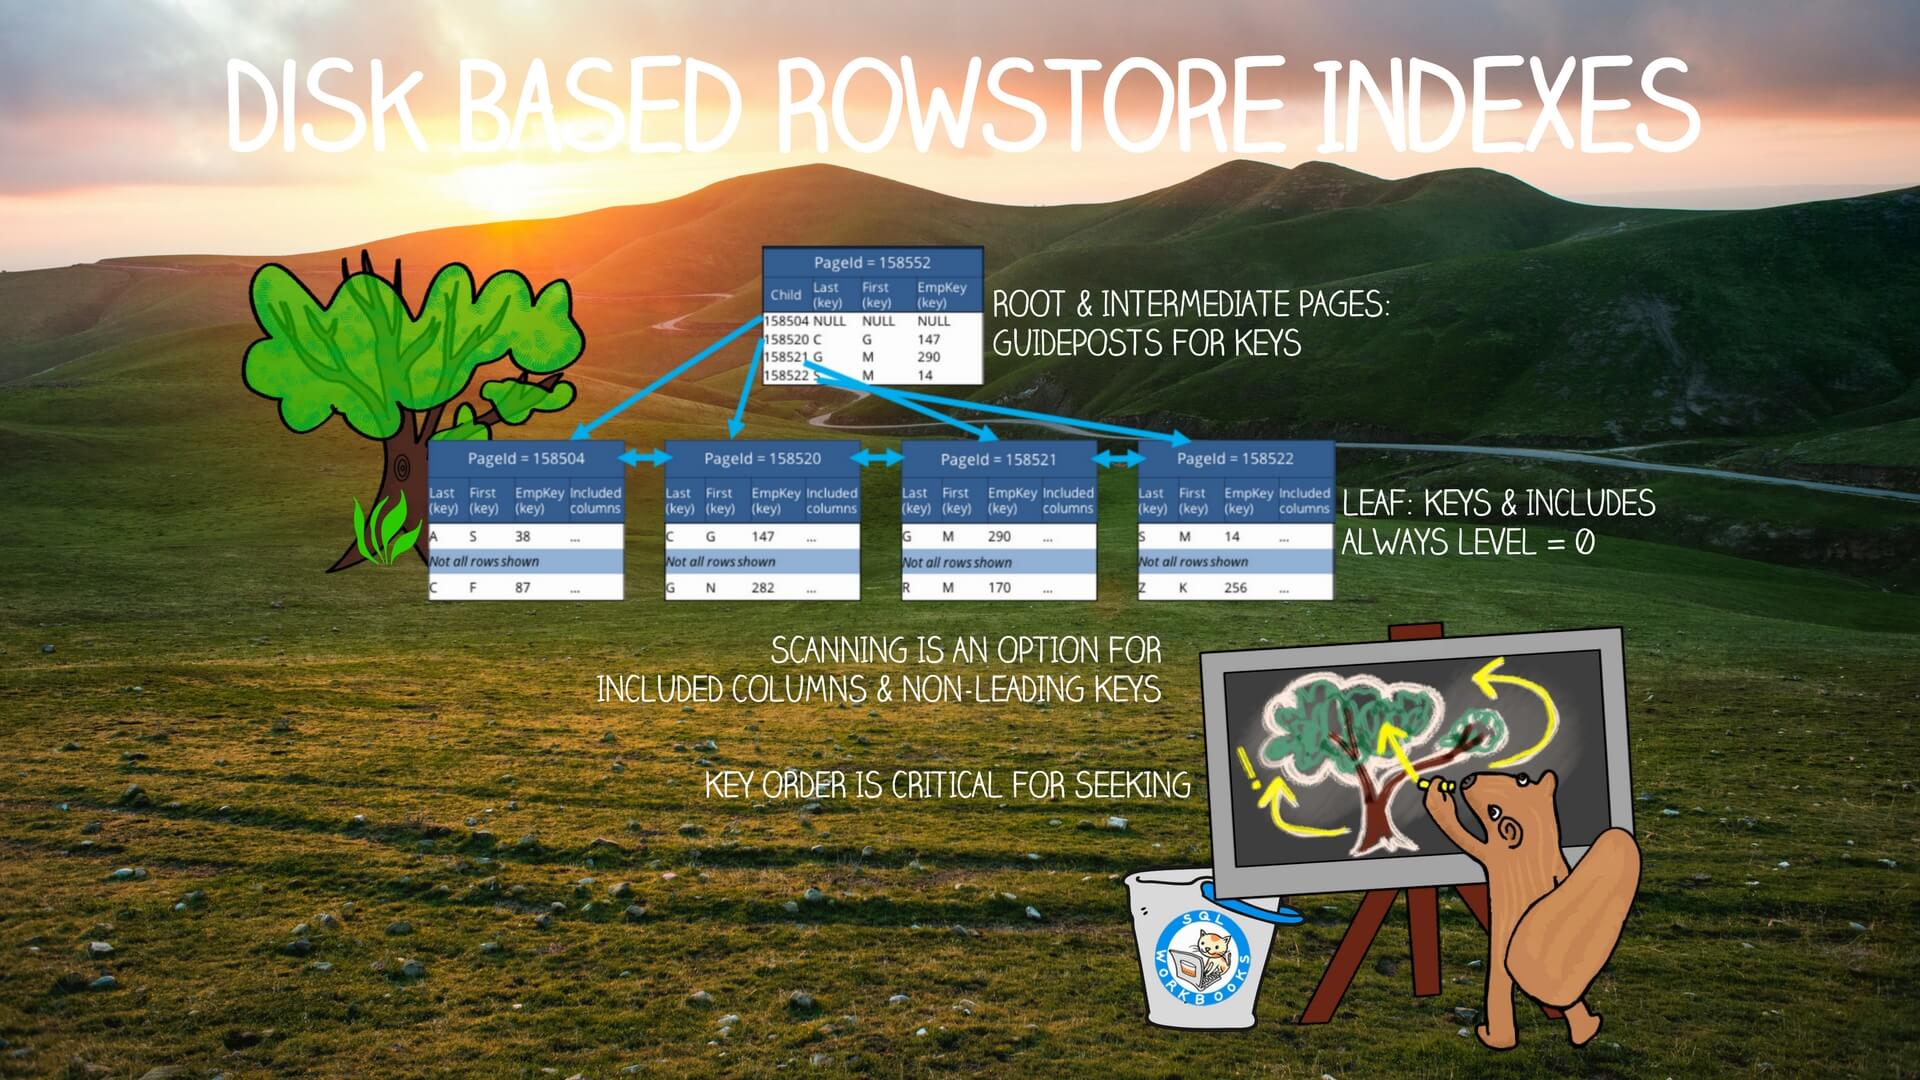 DISK BASED ROWSTORE INDEXES
PageId = 158552
Child Last (key) First (key) EmpKey (key)
158504 NULL NULL NULL
158520 C G 147
158521 G M 290
158522 S M 14
ROOT & INTERMEDIATE PAGES:
GUIDEPOSTS FOR KEYS
PageId = 158504
Last (key) First (key) EmpKey (key) Included columns
A S 38 ...
Not all rows shown
C F 87 ...
PageId = 158520
Last (key) First (key) EmpKey (key) Included columns
C G 147 ...
Not all rows shown
G N 282 ...
PageId = 158521
Last (key) First (key) EmpKey (key) Included columns
G M 290 ...
Not all rows shown
R M 170 ...
PageId = 158522
Last (key) First (key) EmpKey (key) Included columns
S M 14 ...
Not all rows shown
Z K 256 ...
LEAF: KEYS & INCLUDES
ALWAYS LEVEL = 0
SCANNING IS AN OPTION FOR
INCLUDED COLUMNS & NON-LEADING KEYS
KEY ORDER IS CRITICAL FOR SEEKING
!
SQL
WORKBOOKS